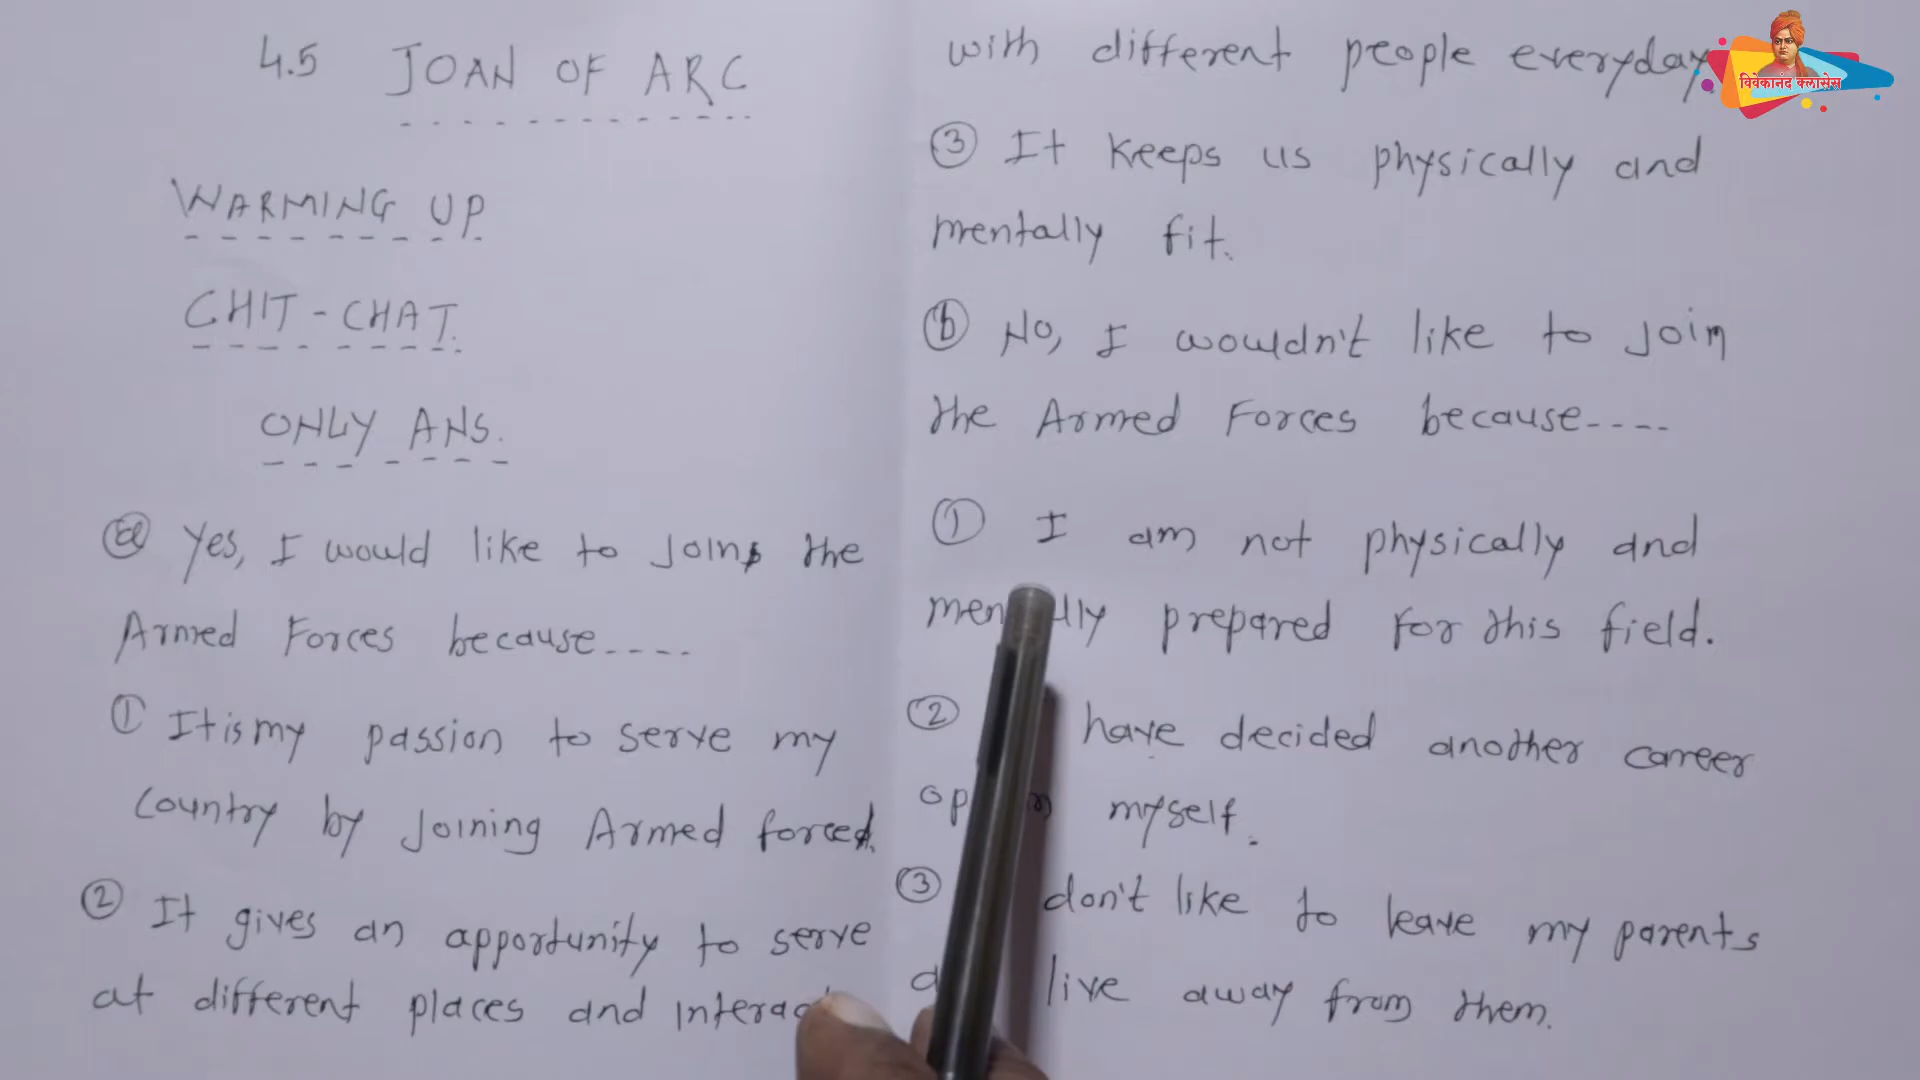 4.5 JOAN OF ARC
WARMING UP
CHIT-CHAT.
ONLY ANS.
ⓐ Yes, I would like to join the
Armed Forces because....
① It is my passion to serve my
country by joining Armed forced.
② It gives an apportunity to serve
at different places and
with different people everyday.
③ It keeps us physically and
mentally fit.
ⓑ No, I wouldn't like to join
the Armed Forces because----
① I am not physically and
prepared for this field.
② have decided another career
myself.
③ don't like to leave my parents
live away from them.
विवेकानंद क्लासेस